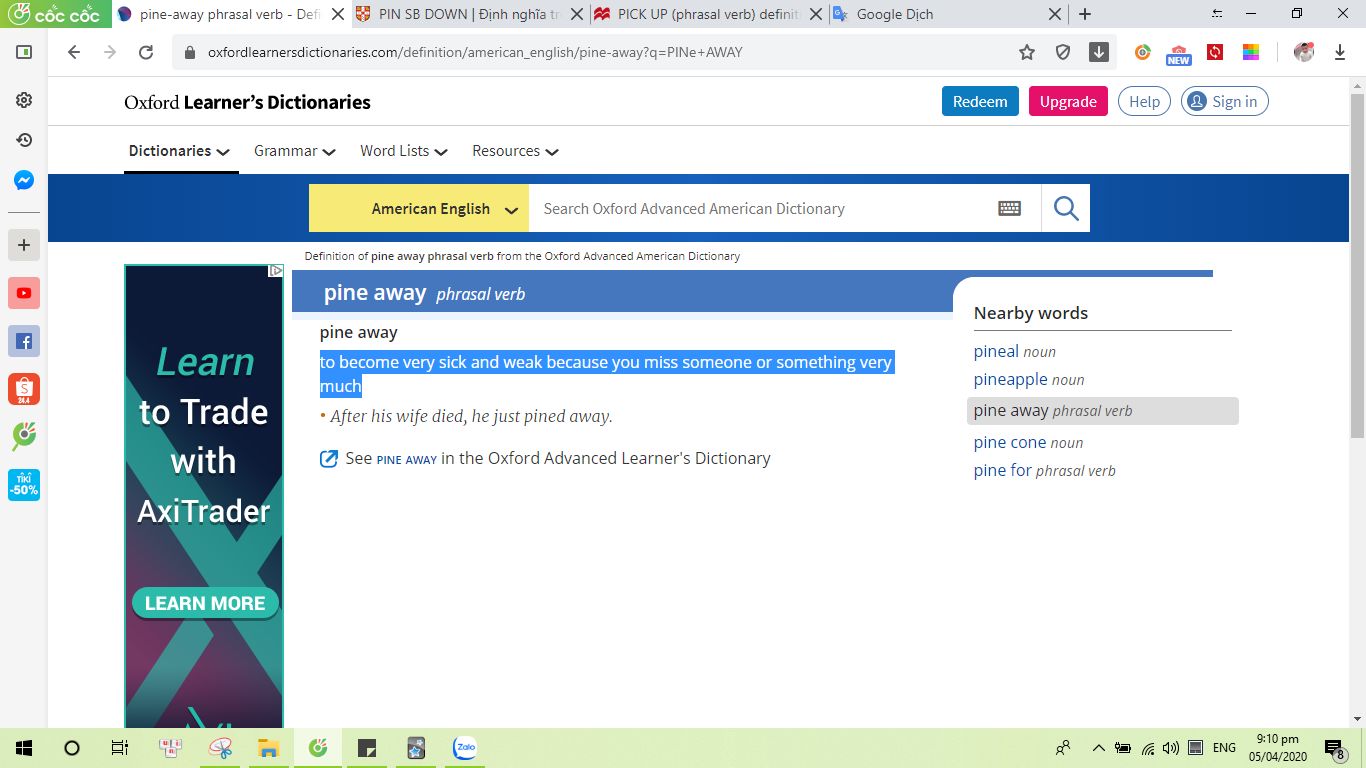 CỐC CỐC
pine-away phrasal verb - Defi
PIN SB DOWN | Định nghĩa tr
PICK UP (phrasal verb) definit
Google Dịch
oxfordlearnersdictionaries.com/definition/american_english/pine-away?q=PINe+AWAY
NEW
Oxford Learner's Dictionaries
Redeem
Upgrade
Help
Sign in
Dictionaries
Grammar
Word Lists
Resources
American English
Search Oxford Advanced American Dictionary
Definition of pine away phrasal verb from the Oxford Advanced American Dictionary
pine away phrasal verb
pine away
to become very sick and weak because you miss someone or something very
much
• After his wife died, he just pined away.
See PINE AWAY in the Oxford Advanced Learner's Dictionary
Nearby words
pineal noun
pineapple noun
pine away phrasal verb
pine cone noun
pine for phrasal verb
Learn
to Trade
with
AxiTrader
LEARN MORE
S
24.4
TIKI
-50%
Zalo
ENG
9:10 pm
05/04/2020
8